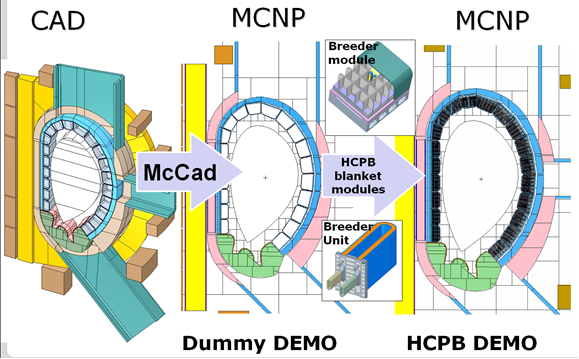 CAD
MCNP
MCNP
Breeder
module
McCad
HCPB
blanket
modules
Breeder
Unit
Dummy DEMO
HCPB DEMO